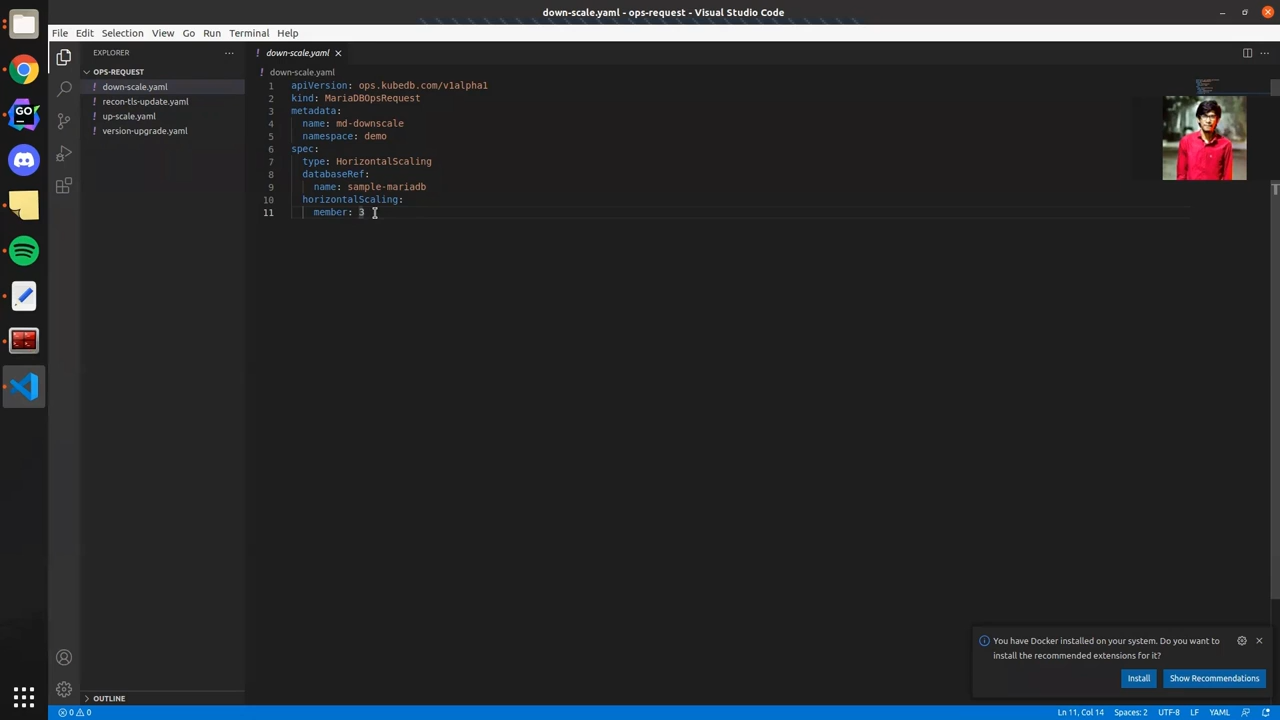 down-scale.yaml - ops-request - Visual Studio Code
File Edit Selection View Go Run Terminal Help
EXPLORER
down-scale.yaml
OPS-REQUEST
down-scale.yaml
recon-tls-update.yaml
up-scale.yaml
version-upgrade.yaml
down-scale.yaml
1 apiVersion: ops.kubedb.com/v1alpha1
2 kind: MariaDBOpsRequest
3 metadata:
4 name: md-downscale
5 namespace: demo
6 spec:
7 type: HorizontalScaling
8 databaseRef:
9 name: sample-mariadb
10 horizontalScaling:
11 member: 3
GO
You have Docker installed on your system. Do you want to
install the recommended extensions for it?
Install
Show Recommendations
OUTLINE
0 0
Ln 11, Col 14
Spaces: 2
UTF-8
LF
YAML